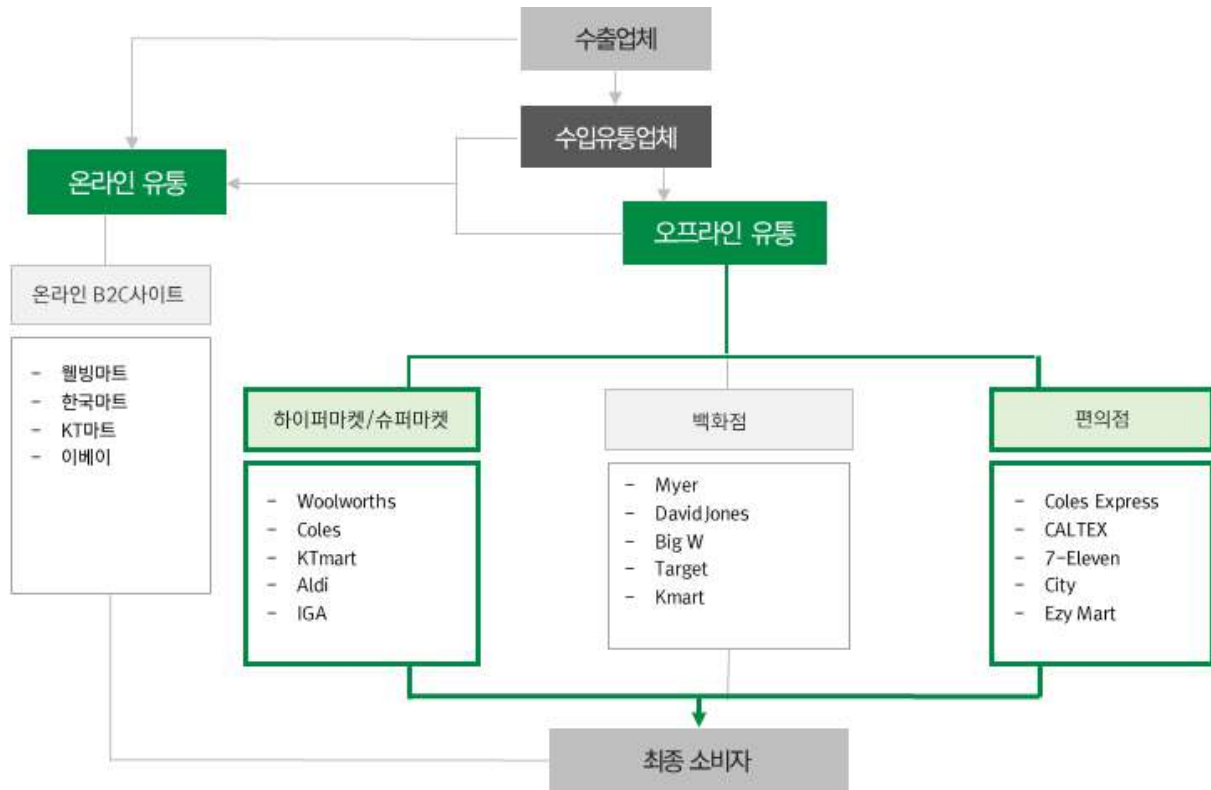 수출업체
수입유통업체
온라인 유통
오프라인 유통
온라인 B2C사이트
- 웰빙마트
- 한국마트
- KT마트
- 이베이
하이퍼마켓/슈퍼마켓
- Woolworths
- Coles
- KTmart
- Aldi
- IGA
백화점
- Myer
- DavidJones
- Big W
- Target
- Kmart
편의점
- Coles Express
- CALTEX
- 7-Eleven
- City
- Ezy Mart
최종 소비자